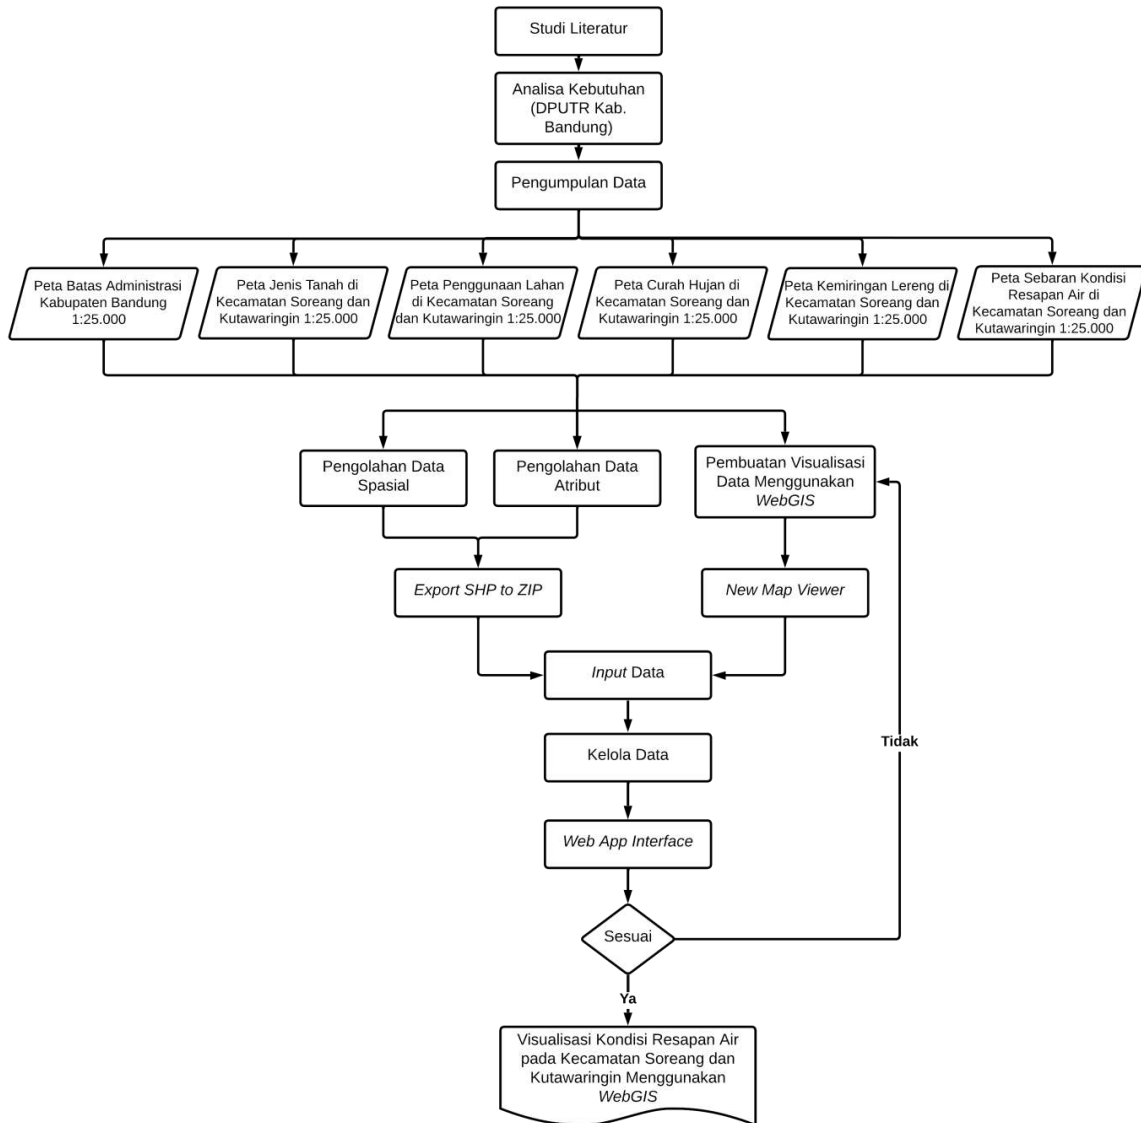 Studi Literatur
Analisa Kebutuhan
(DPUTR Kab.
Bandung)
Pengumpulan Data
Peta Batas Administrasi
Kabupaten Bandung
1:25.000
Peta Jenis Tanah di
Kecamatan Soreang dan
Kutawaringin 1:25.000
Peta Penggunaan Lahan
di Kecamatan Soreang
dan Kutawaringin 1:25.000
Peta Curah Hujan di
Kecamatan Soreang dan
Kutawaringin 1:25.000
Peta Kemiringan Lereng di
Kecamatan Soreang dan
Kutawaringin 1:25.000
Peta Sebaran Kondisi
Resapan Air di
Kecamatan Soreang dan
Kutawaringin 1:25.000
Pengolahan Data
Spasial
Pengolahan Data
Atribut
Pembuatan Visualisasi
Data Menggunakan
WebGIS
Export SHP to ZIP
New Map Viewer
Input Data
Kelola Data
Tidak
Web App Interface
Sesuai
Ya
Visualisasi Kondisi Resapan Air
pada Kecamatan Soreang dan
Kutawaringin Menggunakan
WebGIS